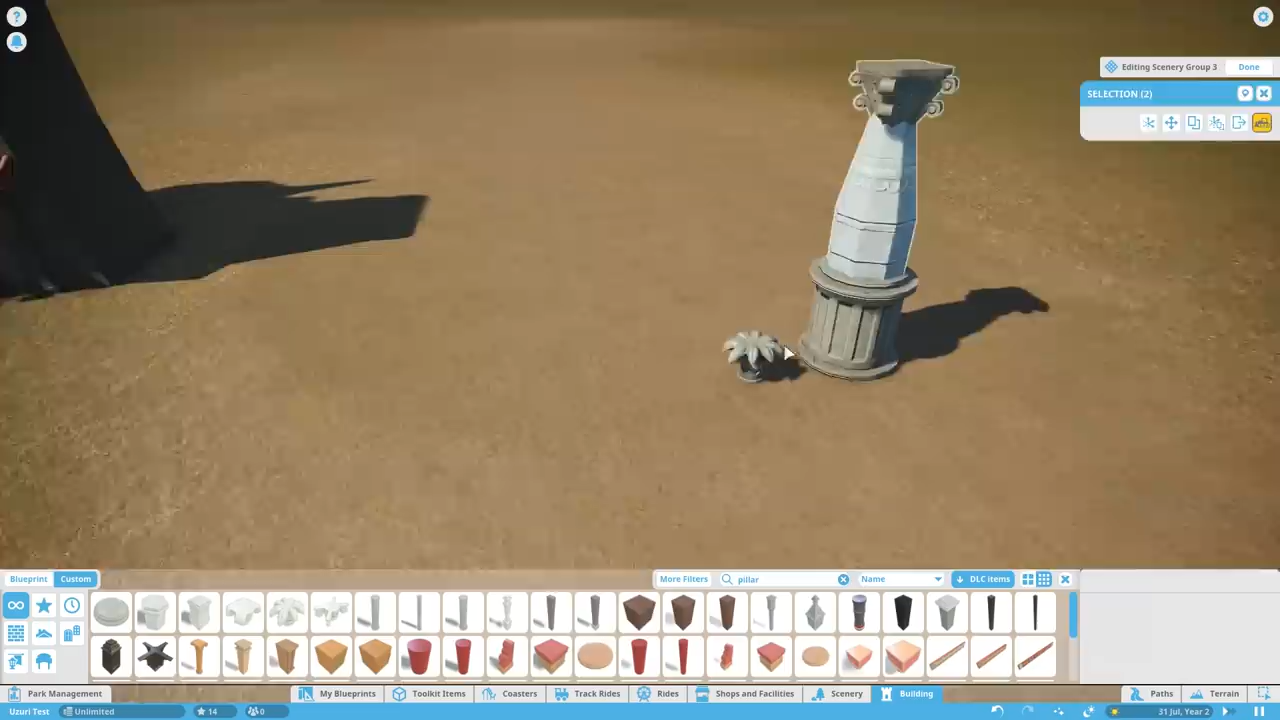 ?
Editing Scenery Group 3 Done
SELECTION (2)
Blueprint Custom More Filters pillar Name DLC items
Park Management My Blueprints Toolkit Items Coasters Track Rides Rides Shops and Facilities Scenery Building Paths Terrain
Uzuri Test Unlimited 14 0 31 Jul, Year 2